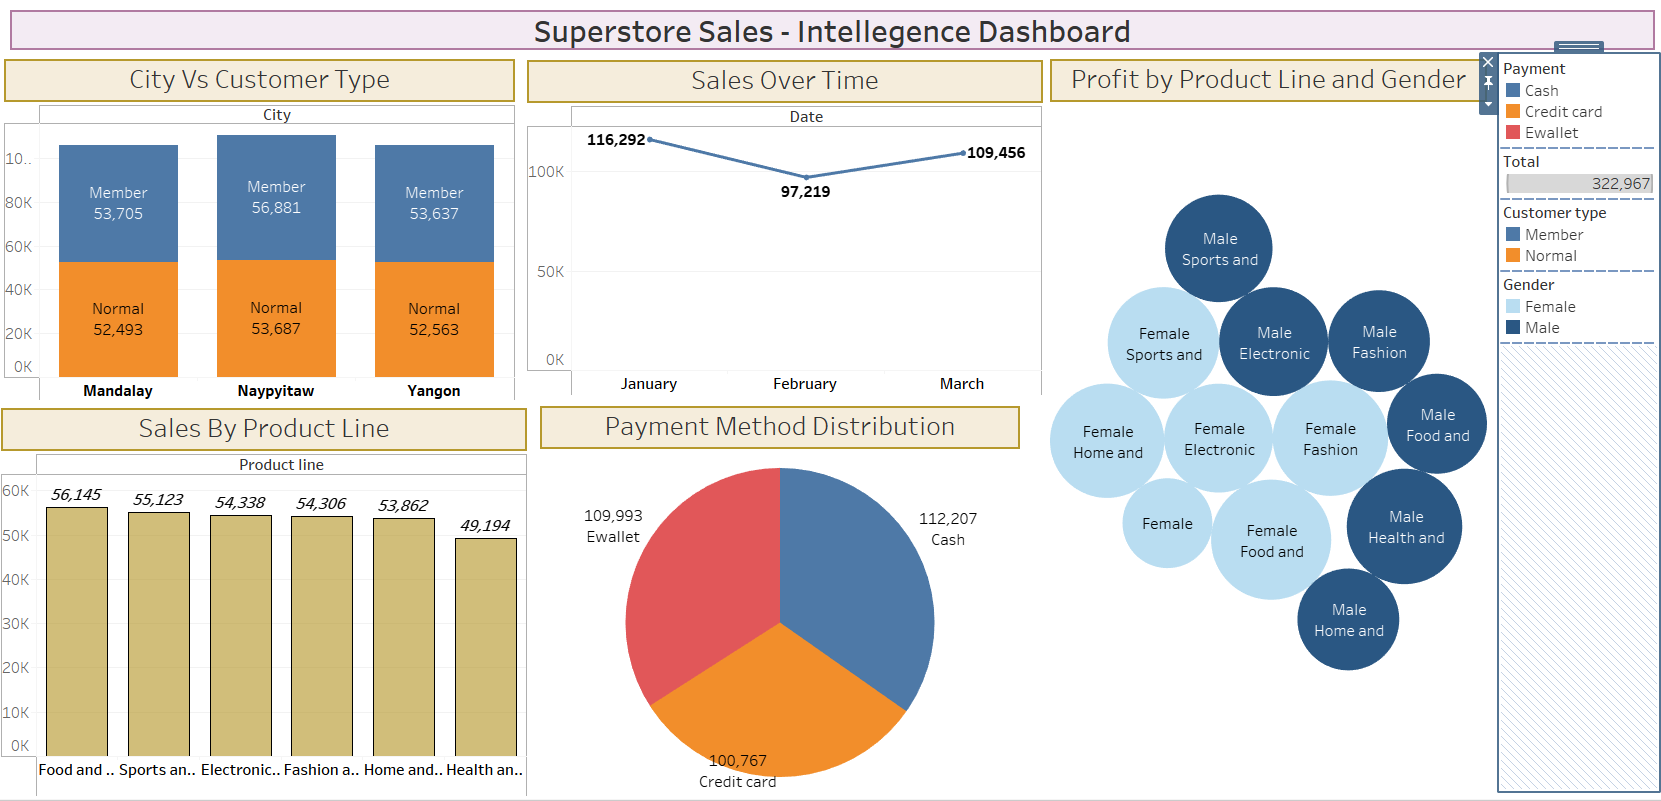 Superstore Sales - Intellegence Dashboard
City Vs Customer Type
City
10..
80K
60K
40K
20K
0K
Member
53,705
Normal
52,493
Member
56,881
Normal
53,687
Member
53,637
Normal
52,563
Mandalay
Naypyitaw
Yangon
Sales Over Time
Date
100K
50K
0K
116,292
97,219
109,456
January
February
March
Profit by Product Line and Gender
Male
Sports and
Female
Sports and
Male
Electronic
Male
Fashion
Female
Home and
Female
Electronic
Female
Fashion
Male
Food and
Female
Female
Food and
Male
Health and
Male
Home and
Payment
Cash
Credit card
Ewallet
Total
322,967
Customer type
Member
Normal
Gender
Female
Male
Sales By Product Line
Product line
60K
50K
40K
30K
20K
10K
0K
56,145
55,123
54,338
54,306
53,862
49,194
Food and ..
Sports an..
Electronic..
Fashion a..
Home and..
Health an..
Payment Method Distribution
109,993
Ewallet
112,207
Cash
100,767
Credit card